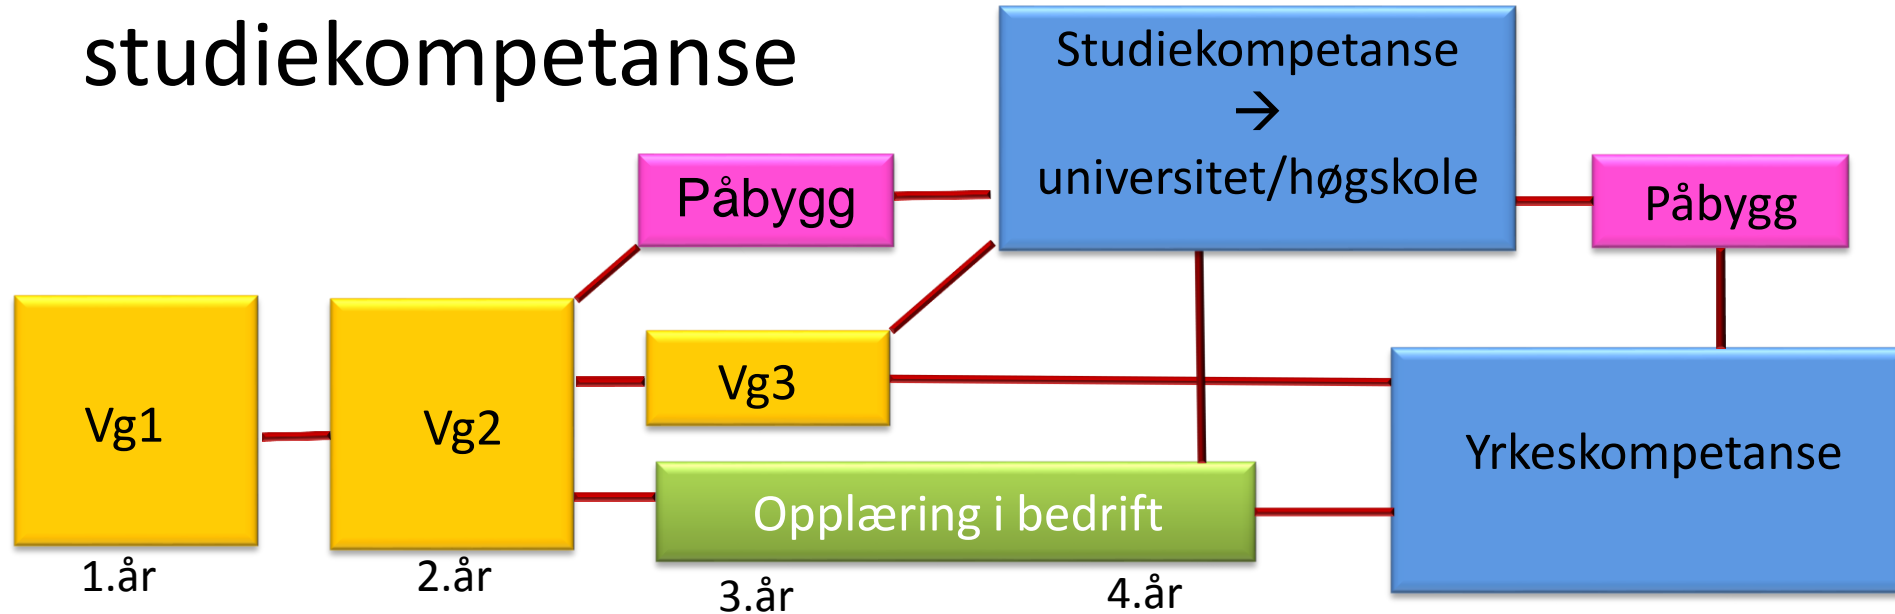 studiekompetanse
Studiekompetanse
→
universitet/høgskole
Påbygg
Påbygg
Vg1
Vg2
Vg3
Yrkeskompetanse
Opplæring i bedrift
1.år
2.år
3.år
4.år